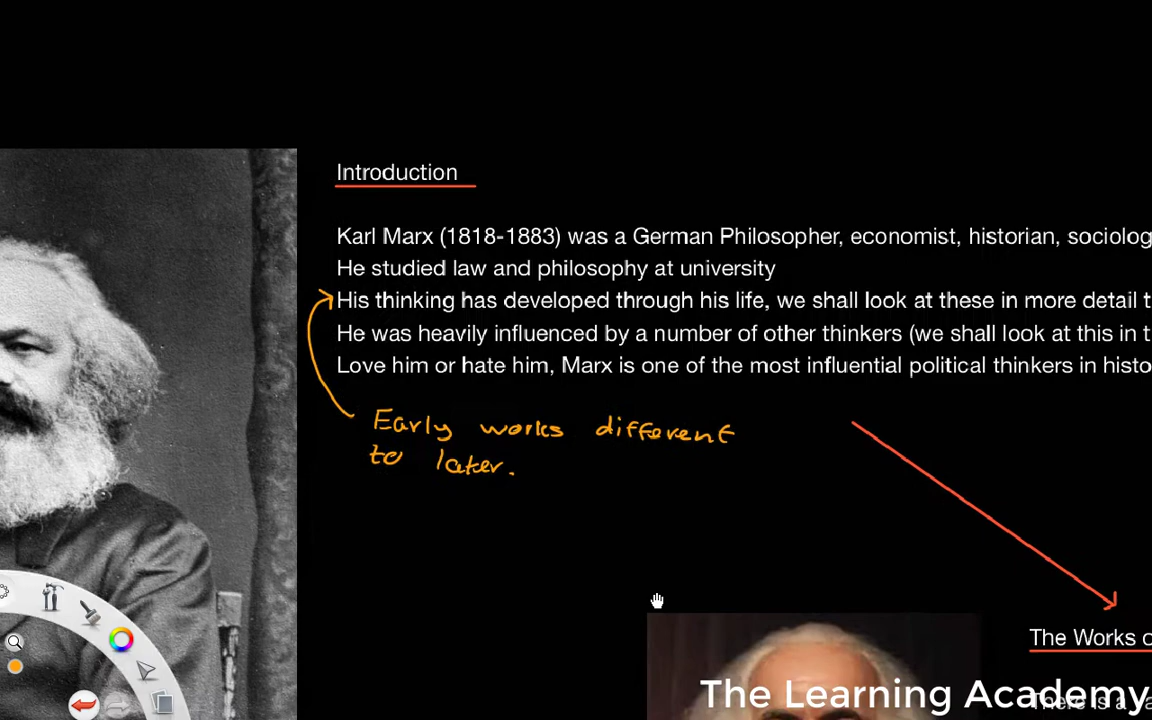 Introduction
Karl Marx (1818-1883) was a German Philosopher, economist, historian, sociolog
He studied law and philosophy at university
His thinking has developed through his life, we shall look at these in more detail t
He was heavily influenced by a number of other thinkers (we shall look at this in t
Love him or hate him, Marx is one of the most influential political thinkers in histo
Early works different
to later.
The Works o
The Learning Academy
There is a